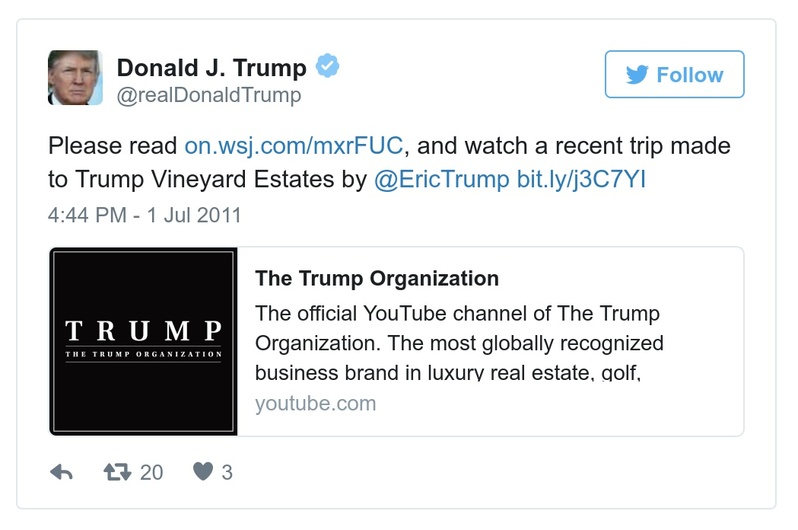 Donald J. Trump
@realDonaldTrump
Follow
Please read on.wsj.com/mxrFUC, and watch a recent trip made
to Trump Vineyard Estates by @EricTrump bit.ly/j3C7YI
4:44 PM - 1 Jul 2011
TRUMP
THE TRUMP ORGANIZATION
The Trump Organization
The official YouTube channel of The Trump
Organization. The most globally recognized
business brand in luxury real estate, golf,
youtube.com
20
3